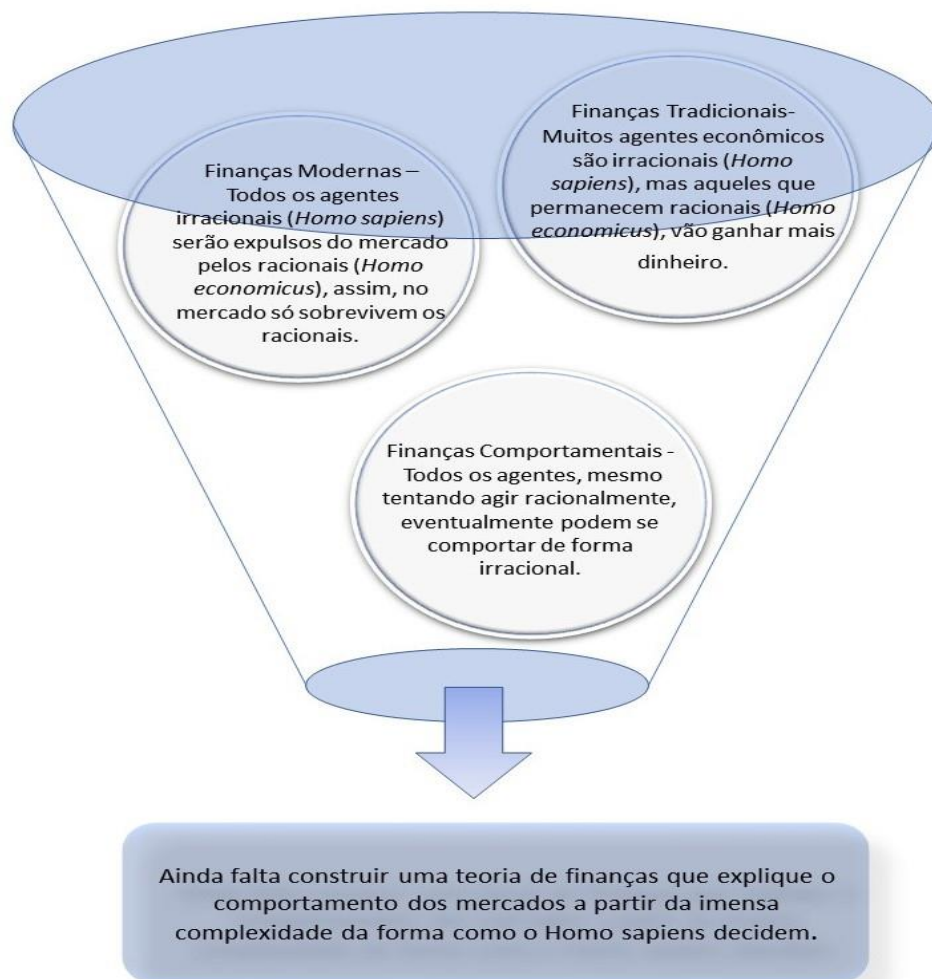 Finanças Modernas –
Todos os agentes
irracionais (Homo sapiens)
serão expulsos do mercado
pelos racionais (Homo
economicus), assim, no
mercado só sobrevivem os
racionais.
Finanças Tradicionais-
Muitos agentes econômicos
são irracionais (Homo
sapiens), mas aqueles que
permanecem racionais (Homo
economicus), vão ganhar mais
dinheiro.
Finanças Comportamentais -
Todos os agentes, mesmo
tentando agir racionalmente,
eventualmente podem se
comportar de forma
irracional.
Ainda falta construir uma teoria de finanças que explique o
comportamento dos mercados a partir da imensa
complexidade da forma como o Homo sapiens decidem.